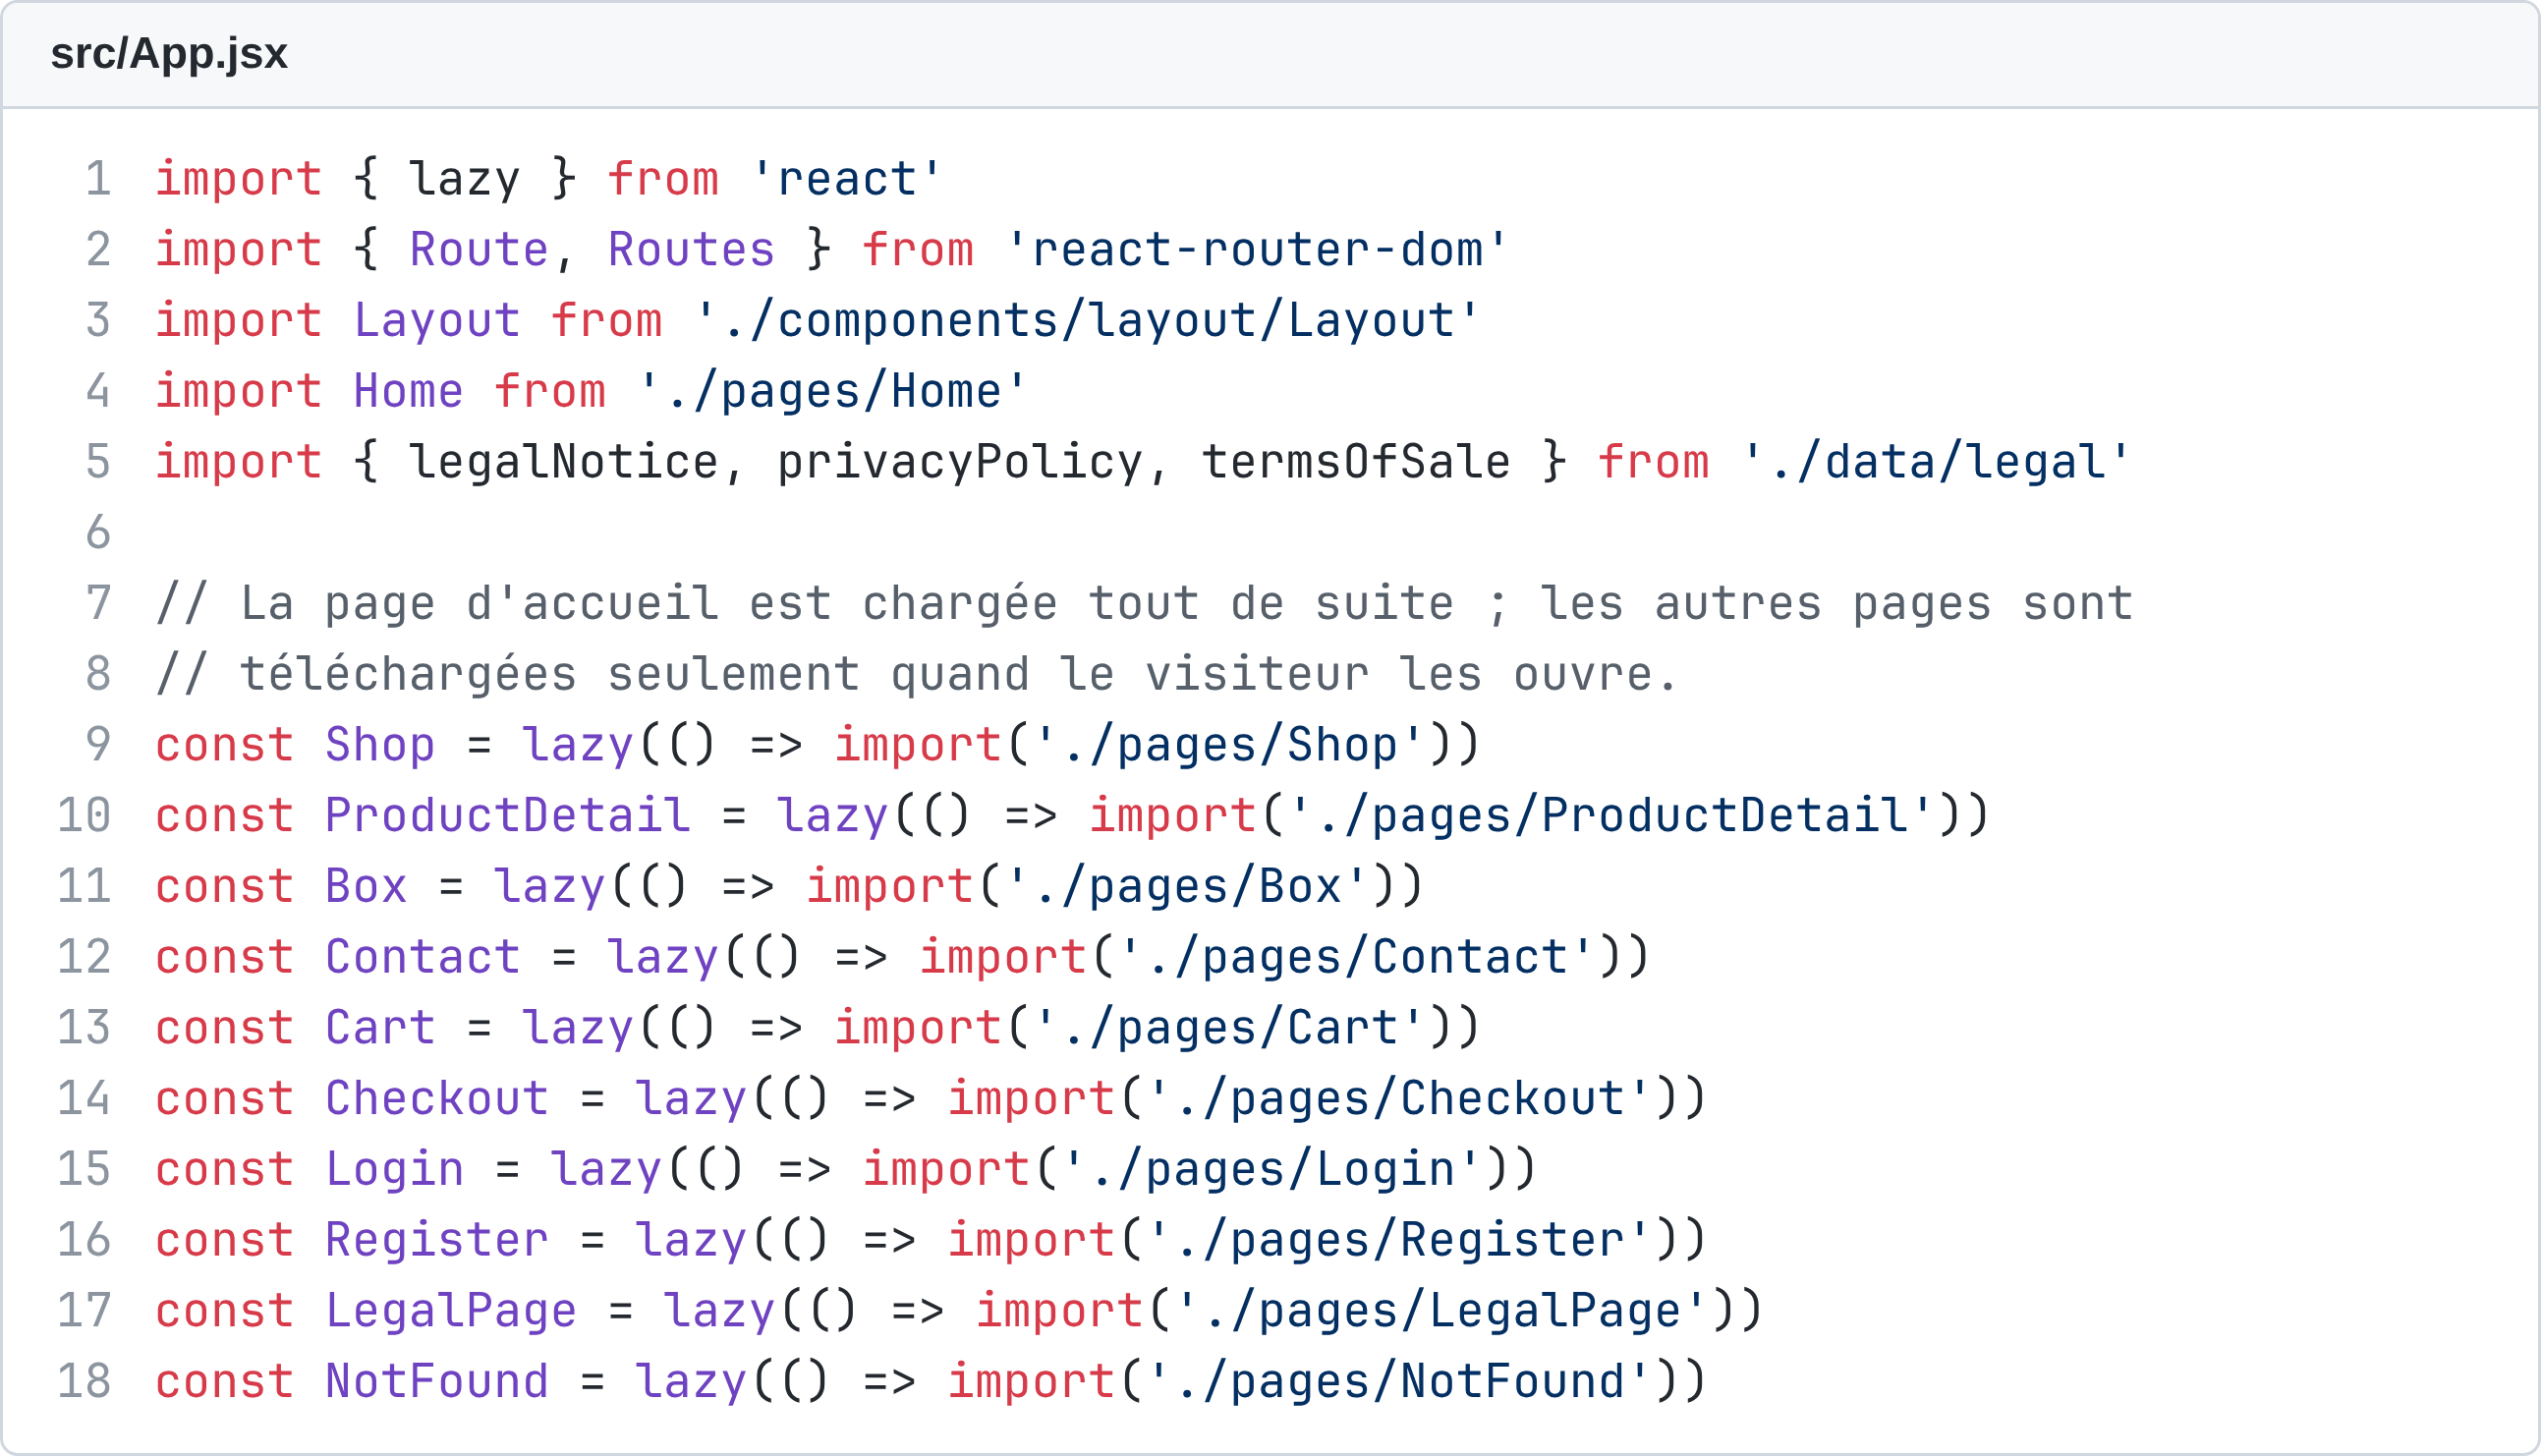 src/App.jsx
1 import { lazy } from 'react'
2 import { Route, Routes } from 'react-router-dom'
3 import Layout from './components/layout/Layout'
4 import Home from './pages/Home'
5 import { legalNotice, privacyPolicy, termsOfSale } from './data/legal'
6
7 // La page d'accueil est chargée tout de suite ; les autres pages sont
8 // téléchargées seulement quand le visiteur les ouvre.
9 const Shop = lazy(() => import('./pages/Shop'))
10 const ProductDetail = lazy(() => import('./pages/ProductDetail'))
11 const Box = lazy(() => import('./pages/Box'))
12 const Contact = lazy(() => import('./pages/Contact'))
13 const Cart = lazy(() => import('./pages/Cart'))
14 const Checkout = lazy(() => import('./pages/Checkout'))
15 const Login = lazy(() => import('./pages/Login'))
16 const Register = lazy(() => import('./pages/Register'))
17 const LegalPage = lazy(() => import('./pages/LegalPage'))
18 const NotFound = lazy(() => import('./pages/NotFound'))